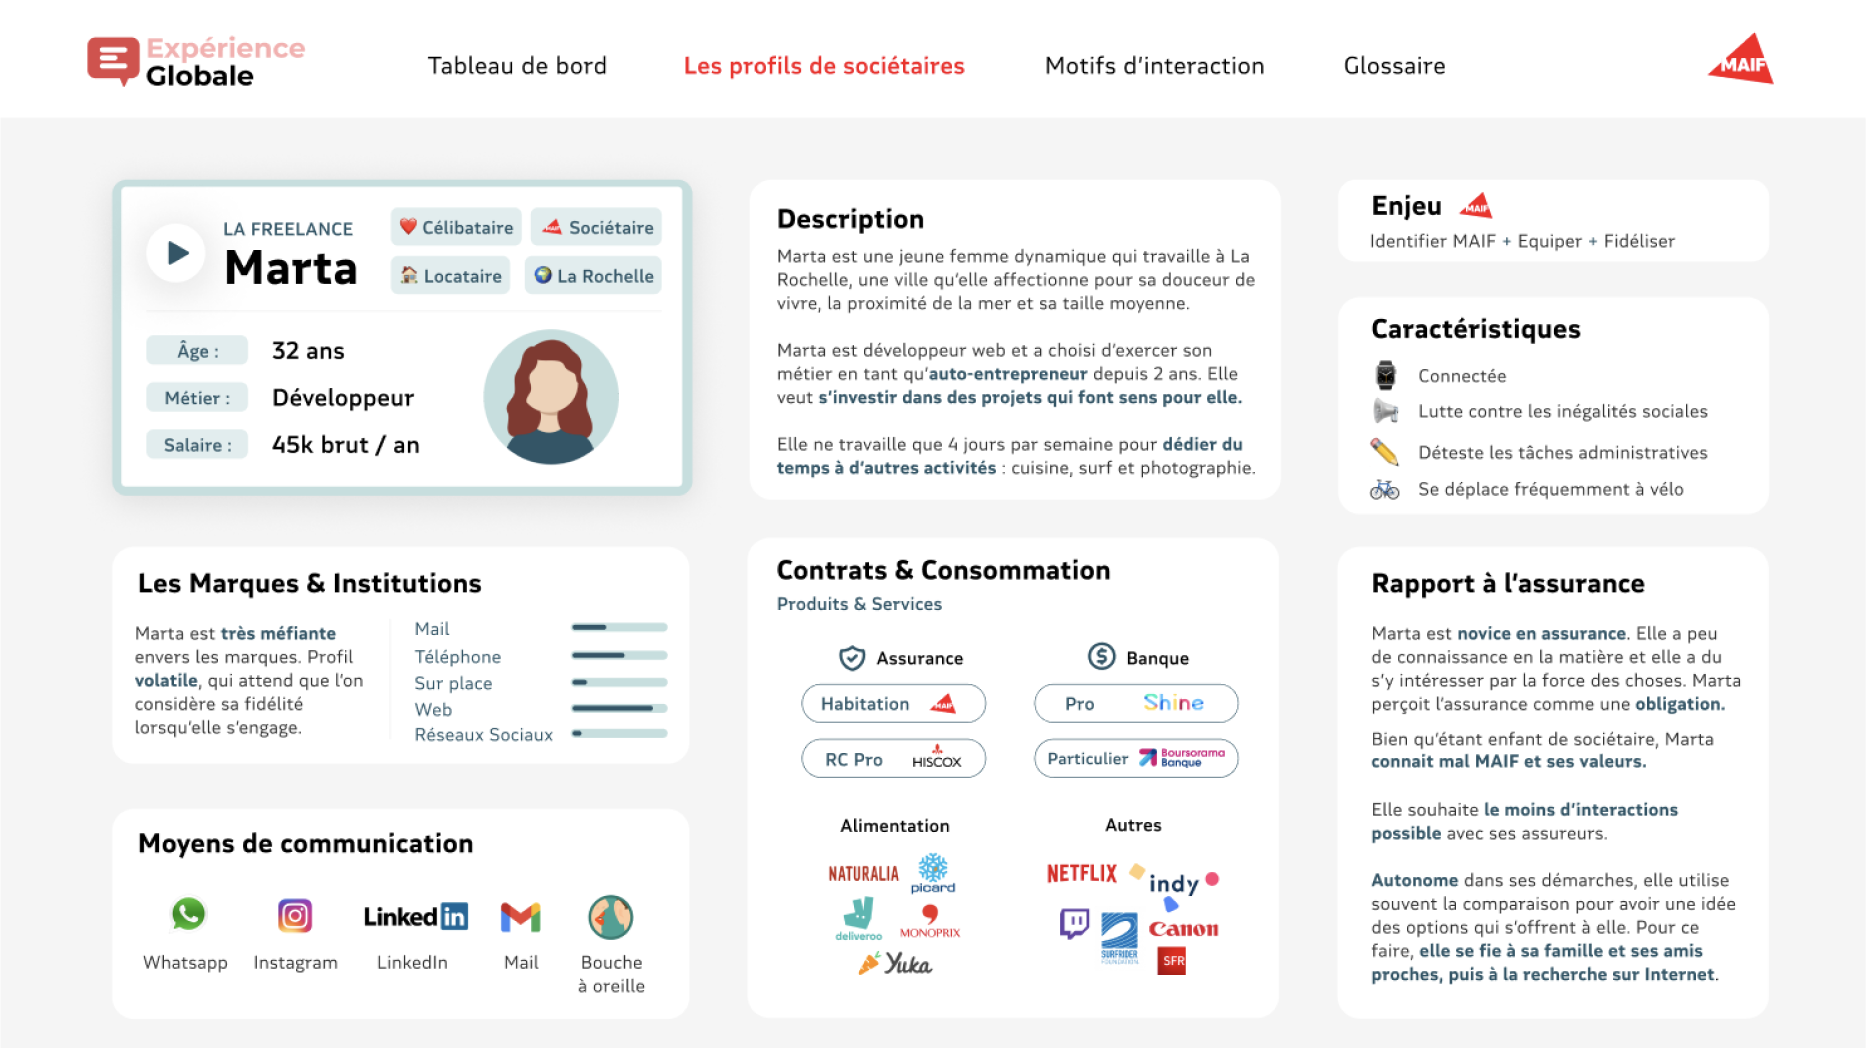 Expérience
Globale
Tableau de bord
Les profils de sociétaires
Motifs d'interaction
Glossaire
MAIF
LA FREELANCE
Marta
Célibataire
MAIF Sociétaire
Locataire
La Rochelle
Âge :
32 ans
Métier :
Développeur
Salaire :
45k brut / an
Description
Marta est une jeune femme dynamique qui travaille à La
Rochelle, une ville qu'elle affectionne pour sa douceur de
vivre, la proximité de la mer et sa taille moyenne.
Marta est développeur web et a choisi d'exercer son
métier en tant qu'auto-entrepreneur depuis 2 ans. Elle
veut s'investir dans des projets qui font sens pour elle.
Elle ne travaille que 4 jours par semaine pour dédier du
temps à d'autres activités : cuisine, surf et photographie.
Enjeu MAIF
Identifier MAIF + Equiper + Fidéliser
Caractéristiques
Connectée
Lutte contre les inégalités sociales
Déteste les tâches administratives
Se déplace fréquemment à vélo
Les Marques & Institutions
Marta est très méfiante
envers les marques. Profil
volatile, qui attend que l'on
considère sa fidélité
lorsqu'elle s'engage.
Mail
Téléphone
Sur place
Web
Réseaux Sociaux
Moyens de communication
Linked in
Whatsapp
Instagram
LinkedIn
Mail
Bouche
à oreille
Contrats & Consommation
Produits & Services
Assurance
Habitation MAIF
RC Pro HISCOX
Banque
Pro Shine
Particulier Boursorama
Banque
Alimentation
NATURALIA
picard
deliveroo
MONOPRIX
Yuka
Autres
NETFLIX
indy
SURFRIDER
FOUNDATION
Canon
SFR
Rapport à l'assurance
Marta est novice en assurance. Elle a peu
de connaissance en la matière et elle a du
s'y intéresser par la force des choses. Marta
perçoit l'assurance comme une obligation.
Bien qu'étant enfant de sociétaire, Marta
connait mal MAIF et ses valeurs.
Elle souhaite le moins d'interactions
possible avec ses assureurs.
Autonome dans ses démarches, elle utilise
souvent la comparaison pour avoir une idée
des options qui s'offrent à elle. Pour ce
faire, elle se fie à sa famille et ses amis
proches, puis à la recherche sur Internet.